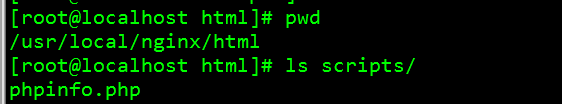 [root@localhost html]# pwd
/usr/local/nginx/html
[root@localhost html]# ls scripts/
phpinfo.php